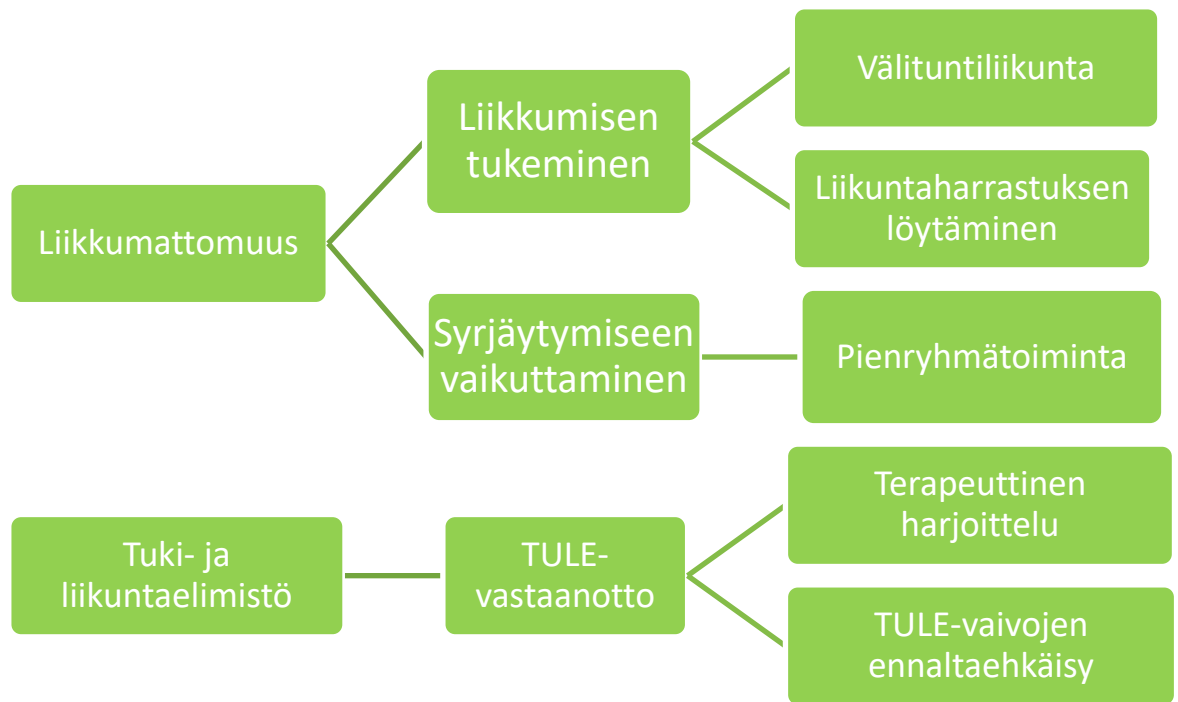 Liikkumattomuus
Liikkumisen
tukeminen
Välituntiliikunta
Liikuntaharrastuksen
löytäminen
Syrjäytymiseen
vaikuttaminen
Pienryhmätoiminta
Tuki- ja
liikuntaelimistö
TULE-
vastaanotto
Terapeuttinen
harjoittelu
TULE-vaivojen
ennaltaehkäisy